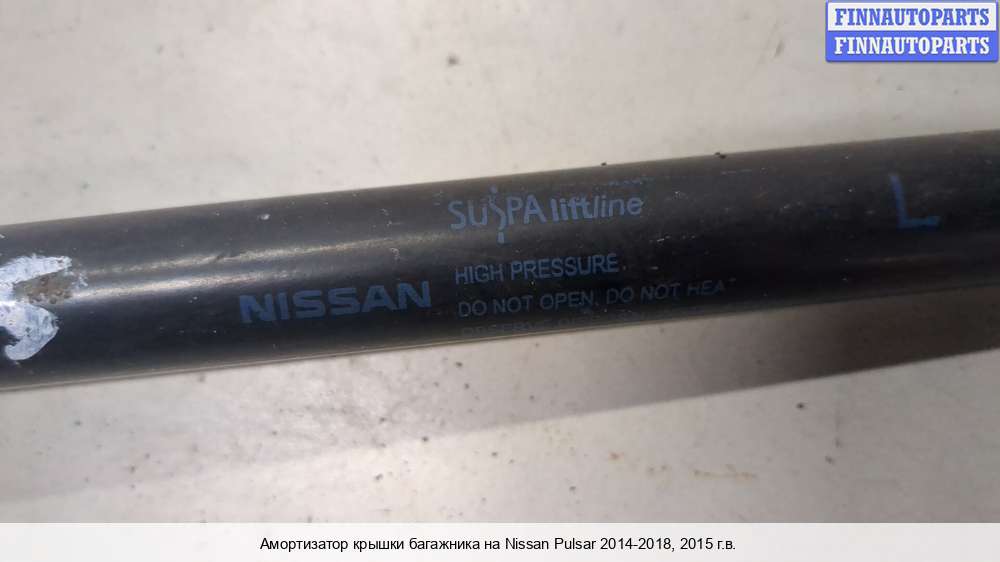 FINNAUTOPARTS
FINNAUTOPARTS
SUSPA liftline
L
HIGH PRESSURE
NISSAN
DO NOT OPEN. DO NOT
Амортизатор крышки багажника на Nissan Pulsar 2014-2018, 2015 г.в.